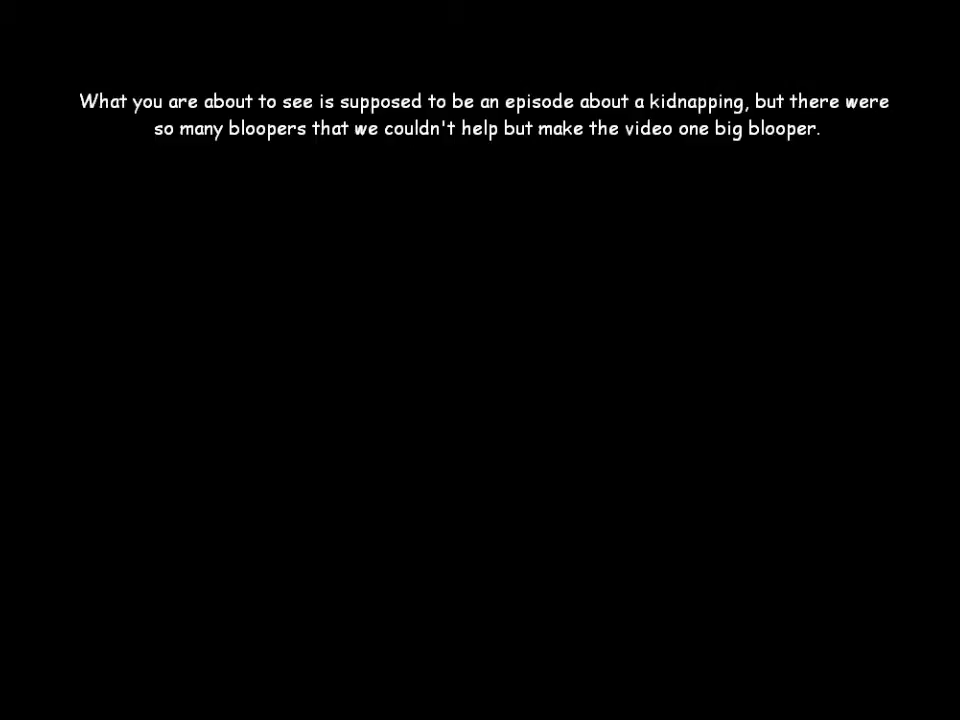 What you are about to see is supposed to be an episode about a kidnapping, but there were
so many bloopers that we couldn't help but make the video one big blooper.